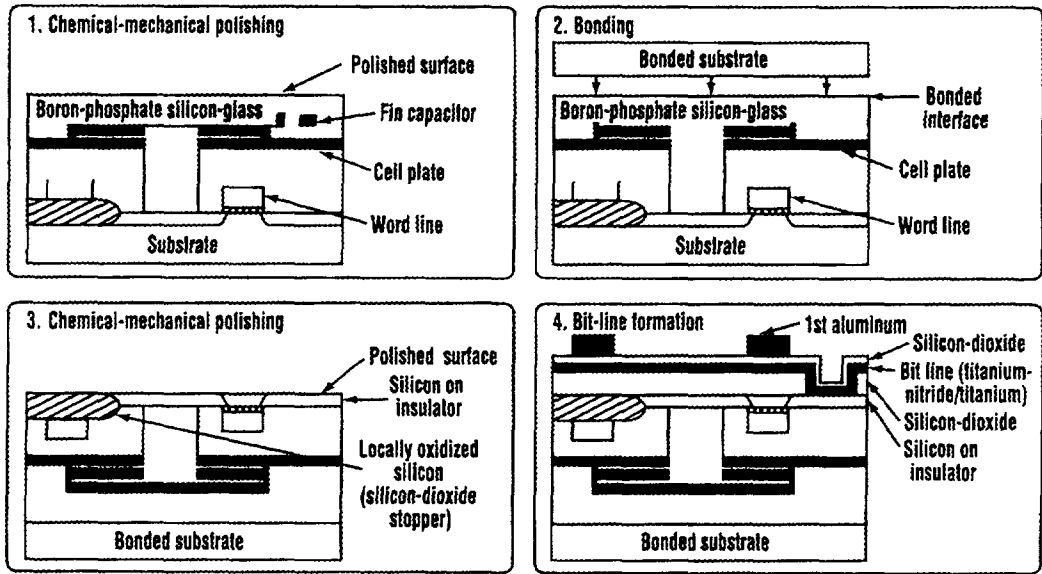 1. Chemical-mechanical polishing
Polished surface
Boron-phosphate silicon-glass
Fin capacitor
Cell plate
Word line
Substrate
2. Bonding
Bonded substrate
Boron-phosphate silicon-glass
Bonded
interface
Cell plate
Word line
Substrate
3. Chemical-mechanical polishing
Polished surface
Silicon on
insulator
Locally oxidized
silicon
(silicon-dioxide
stopper)
Bonded substrate
4. Bit-line formation
1st aluminum
Silicon-dioxide
Bit line (titanium-
nitride/titanium)
Silicon-dioxide
Silicon on
insulator
Bonded substrate